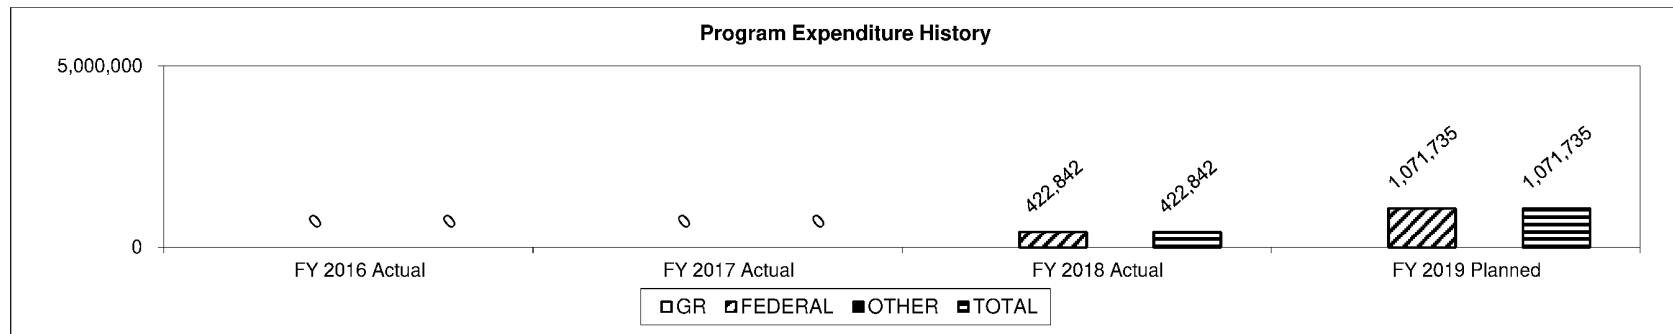 Program Expenditure History
5,000,000
0
0
0
0
0
422,842
422,842
1,071,735
1,071,735
FY 2016 Actual
FY 2017 Actual
FY 2018 Actual
FY 2019 Planned
GR
FEDERAL
OTHER
TOTAL